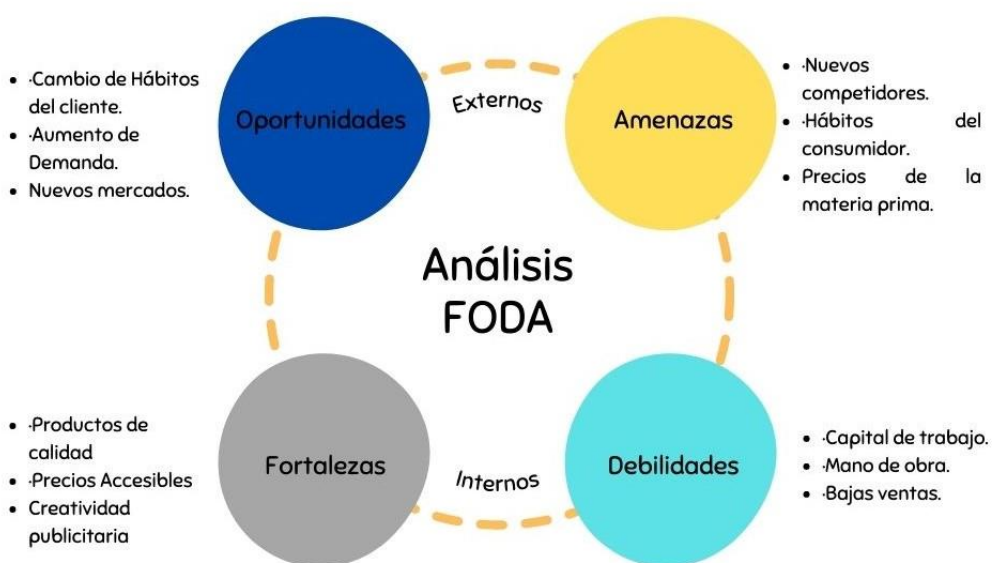 • ·Cambio de Hábitos
del cliente.
• ·Aumento de
Demanda.
• Nuevos mercados.
Oportunidades
Externos
Amenazas
• ·Nuevos
competidores.
• ·Hábitos del
consumidor.
• Precios de la
materia prima.
Análisis
FODA
• ·Productos de
calidad
• ·Precios Accesibles
• Creatividad
publicitaria
Fortalezas
Internos
Debilidades
• ·Capital de trabajo.
• ·Mano de obra.
• ·Bajas ventas.